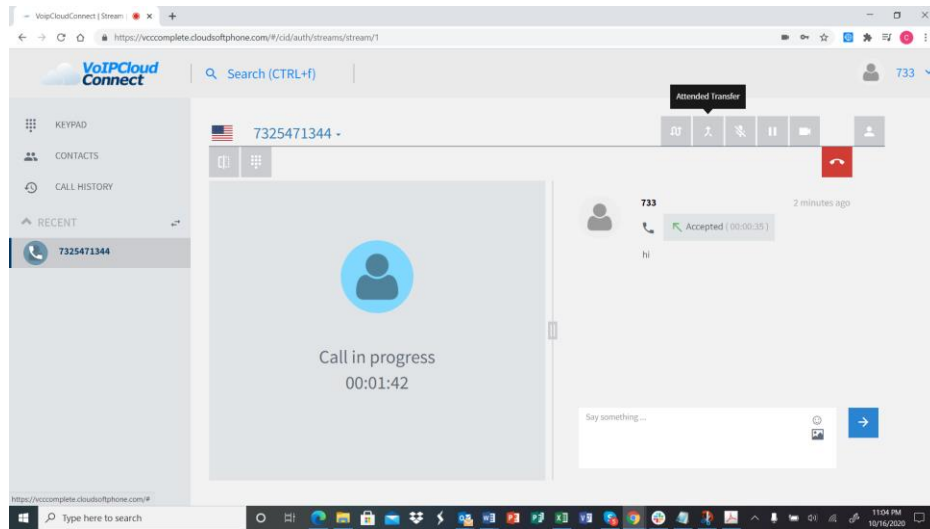 VoipCloudConnect | Stream
https://vcccomplete.cloudsoftphone.com/#/cid/auth/streams/stream/1
VoIPCloud
Connect
Search (CTRL+f)
733
Attended Transfer
KEYPAD
7325471344
CONTACTS
CALL HISTORY
RECENT
7325471344
733
2 minutes ago
Accepted (00:00:35)
hi
Call in progress
00:01:42
Say something ...
https://vcccomplete.cloudsoftphone.com/#
Type here to search
11:04 PM
10/16/2020